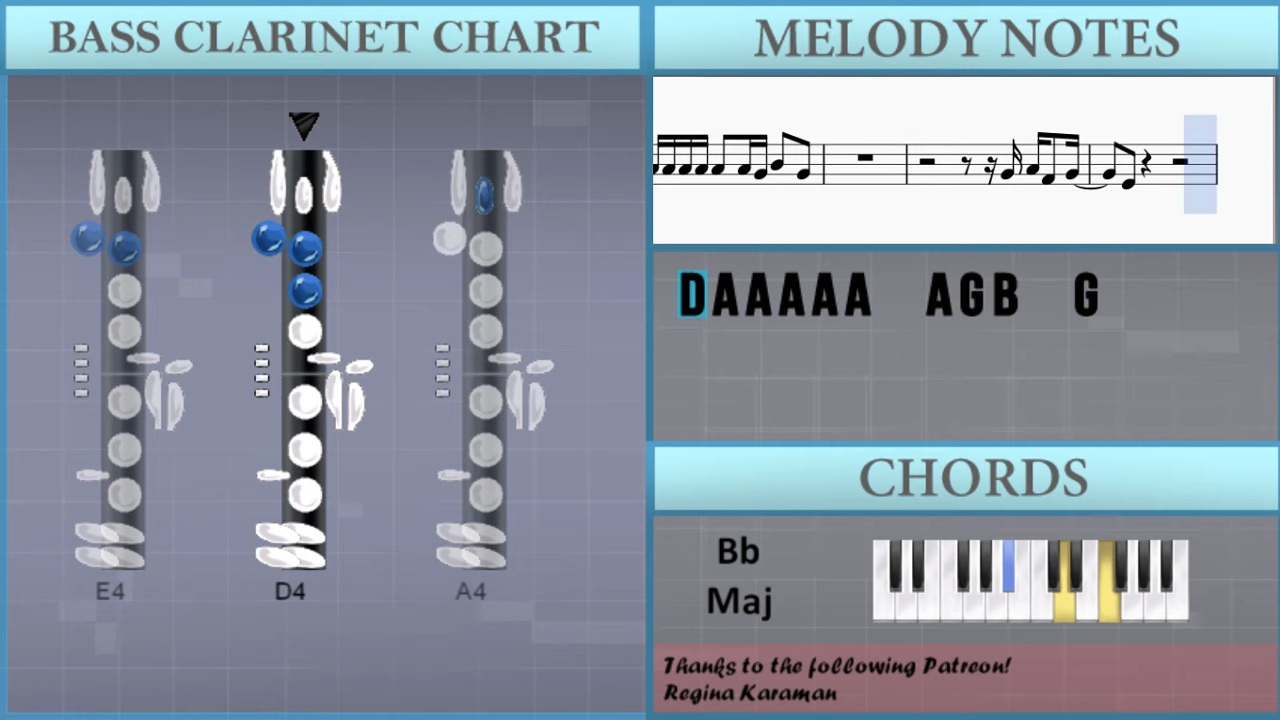 BASS CLARINET CHART
MELODY NOTES
DAAAAA AGB G
CHORDS
Bb
Maj
E4 D4 A4
Thanks to the following Patreon!
Regina Karaman